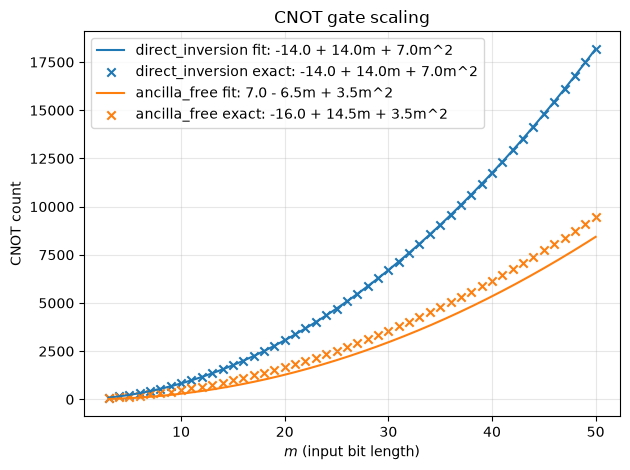 CNOT gate scaling
direct_inversion fit: -14.0 + 14.0m + 7.0m^2
direct_inversion exact: -14.0 + 14.0m + 7.0m^2
ancilla_free fit: 7.0 - 6.5m + 3.5m^2
ancilla_free exact: -16.0 + 14.5m + 3.5m^2
17500
15000
12500
10000
7500
5000
2500
0
CNOT count
10 20 30 40 50
m (input bit length)